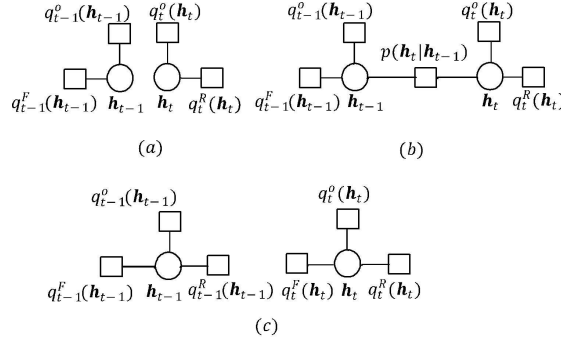 q^o_{t-1}(h_{t-1}) q^o_t(h_t)
q^F_{t-1}(h_{t-1}) h_{t-1} h_t q^R_t(h_t)
(a)
q^o_{t-1}(h_{t-1}) p(h_t|h_{t-1}) q^o_t(h_t)
q^F_{t-1}(h_{t-1}) h_{t-1} h_t q^R_t(h_t)
(b)
q^o_{t-1}(h_{t-1}) q^o_t(h_t)
q^F_{t-1}(h_{t-1}) h_{t-1} q^R_{t-1}(h_{t-1}) q^F_t(h_t) h_t q^R_t(h_t)
(c)